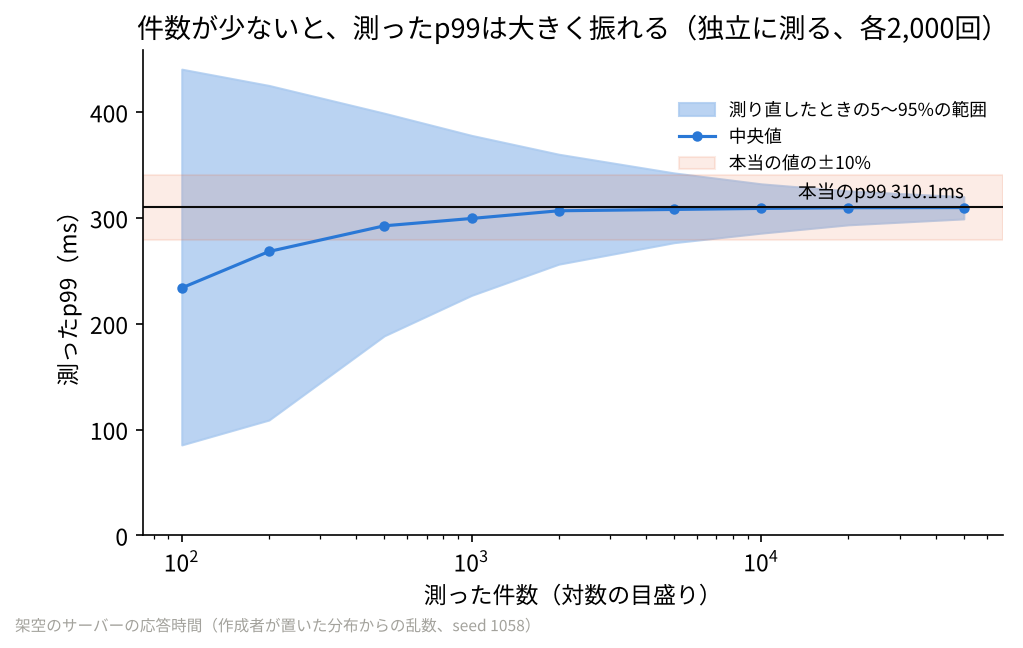 件数が少ないと、測ったp99は大きく振れる（独立に測る、各2,000回）
測り直したときの5〜95%の範囲
中央値
本当の値の±10%
本当のp99 310.1ms
測ったp99（ms）
400
300
200
100
0
10²
10³
10⁴
測った件数（対数の目盛り）
架空のサーバーの応答時間（作成者が置いた分布からの乱数、seed 1058）